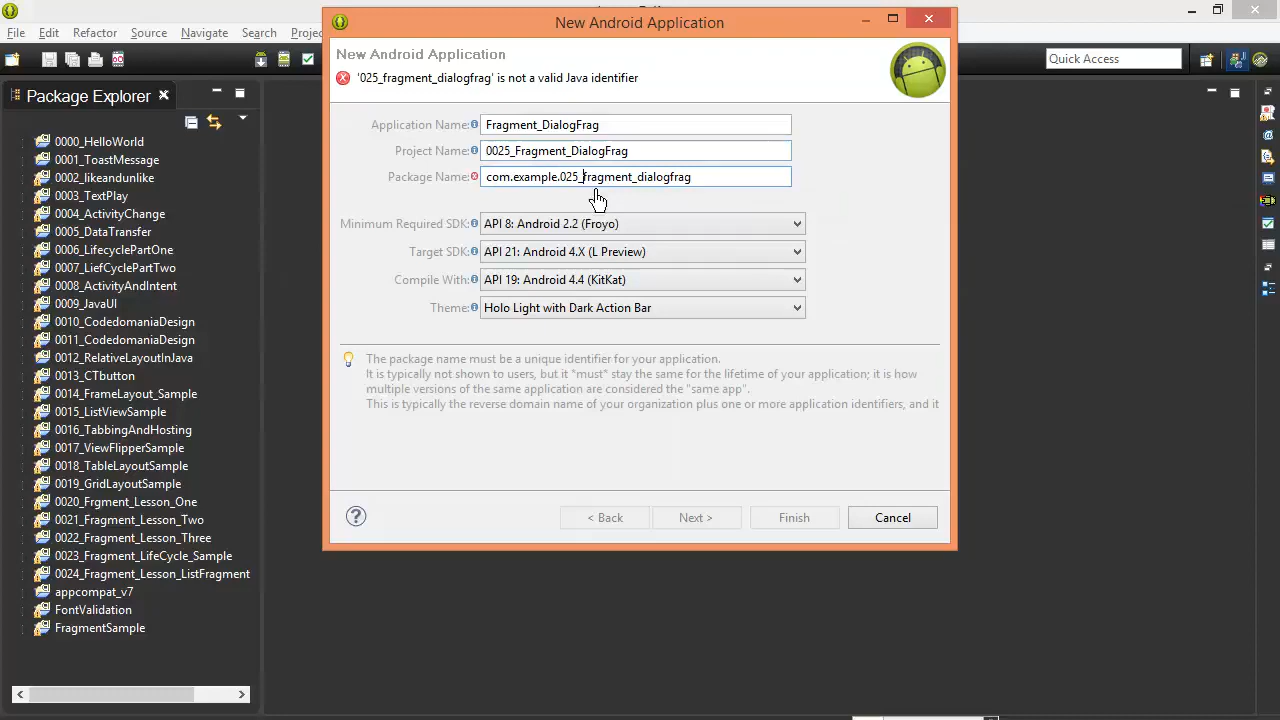 New Android Application
File Edit Refactor Source Navigate Search Projec
Quick Access
New Android Application
'025_fragment_dialogfrag' is not a valid Java identifier
Application Name: Fragment_DialogFrag
Project Name: 0025_Fragment_DialogFrag
Package Name: com.example.025_fragment_dialogfrag
Minimum Required SDK: API 8: Android 2.2 (Froyo)
Target SDK: API 21: Android 4.X (L Preview)
Compile With: API 19: Android 4.4 (KitKat)
Theme: Holo Light with Dark Action Bar
The package name must be a unique identifier for your application.
It is typically not shown to users, but it *must* stay the same for the lifetime of your application; it is how
multiple versions of the same application are considered the "same app".
This is typically the reverse domain name of your organization plus one or more application identifiers, and it
< Back Next > Finish Cancel
Package Explorer
0000_HelloWorld
0001_ToastMessage
0002_likeandunlike
0003_TextPlay
0004_ActivityChange
0005_DataTransfer
0006_LifecyclePartOne
0007_LiefCyclePartTwo
0008_ActivityAndIntent
0009_JavaUI
0010_CodedomaniaDesign
0011_CodedomaniaDesign
0012_RelativeLayoutInJava
0013_CTbutton
0014_FrameLayout_Sample
0015_ListViewSample
0016_TabbingAndHosting
0017_ViewFlipperSample
0018_TableLayoutSample
0019_GridLayoutSample
0020_Frgment_Lesson_One
0021_Fragment_Lesson_Two
0022_Fragment_Lesson_Three
0023_Fragment_LifeCycle_Sample
0024_Fragment_Lesson_ListFragment
appcompat_v7
FontValidation
FragmentSample